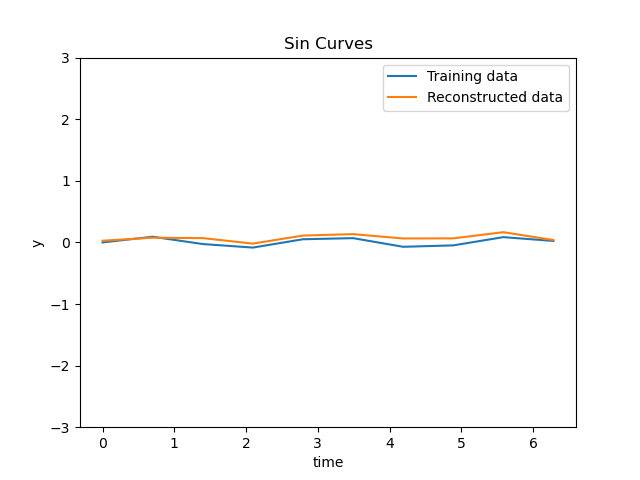 Sin Curves
Training data
Reconstructed data
3
2
1
0
−1
−2
−3
y
0
1
2
3
4
5
6
time